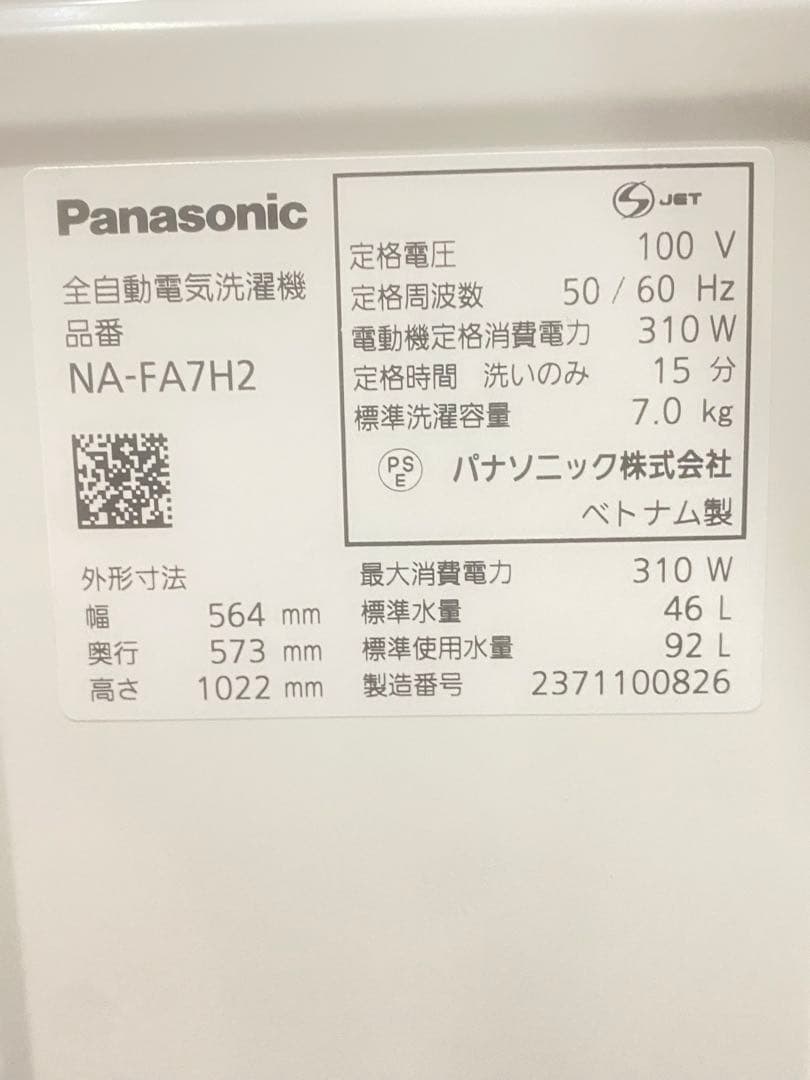 Panasonic
全自動電気洗濯機
品番
NA-FA7H2
JET
定格電圧 100 V
定格周波数 50 / 60 Hz
電動機定格消費電力 310 W
定格時間 洗いのみ 15 分
標準洗濯容量 7.0 kg
PS
E
パナソニック株式会社
ベトナム製
外形寸法
幅 564 mm
奥行 573 mm
高さ 1022 mm
最大消費電力 310 W
標準水量 46 L
標準使用水量 92 L
製造番号 2371100826